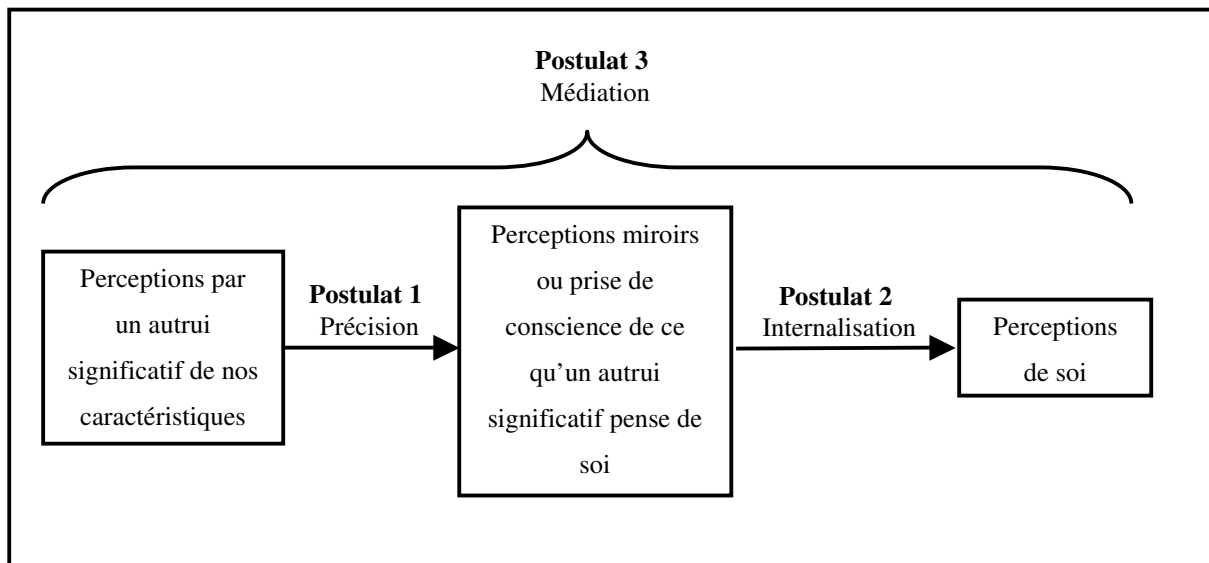 Postulat 3
Médiation
Perceptions par
un autrui
significatif de nos
caractéristiques
Postulat 1
Précision
Perceptions miroirs
ou prise de
conscience de ce
qu'un autrui
significatif pense de
soi
Postulat 2
Internalisation
Perceptions
de soi